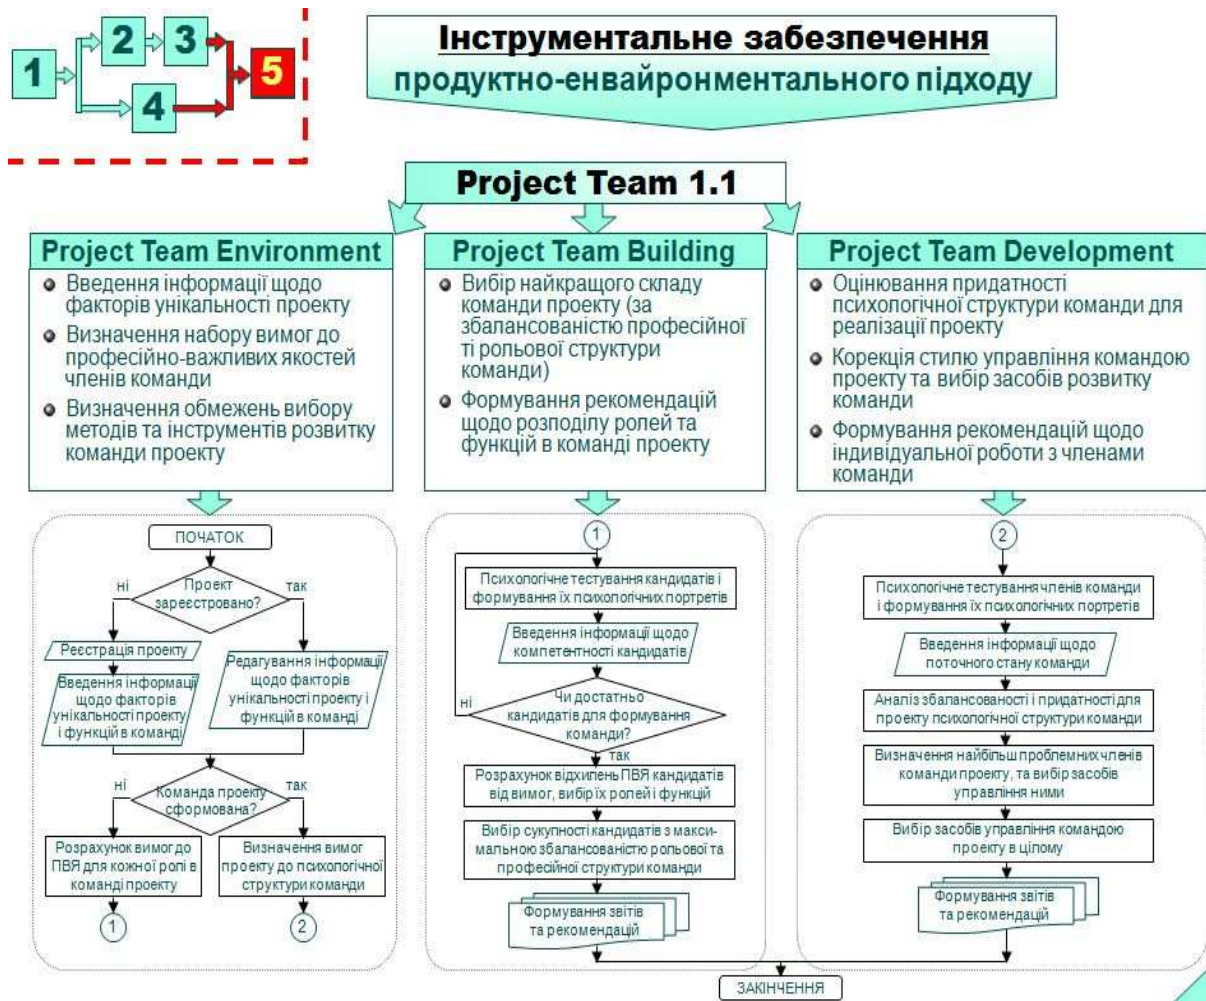 1
2
3
4
5
Інструментальне забезпечення
продуктно-енвайронментального підходу
Project Team 1.1
Project Team Environment
Введення інформації щодо
факторів унікальності проекту
Визначення набору вимог до
професійно-важливих якостей
членів команди
Визначення обмежень вибору
методів та інструментів розвитку
команди проекту
Project Team Building
Вибір найкращого складу
команди проекту (за
збалансованістю професійної
ті рольової структури
команди)
Формування рекомендацій
щодо розподілу ролей та
функцій в команді проекту
Project Team Development
Оцінювання придатності
психологічної структури команди для
реалізації проекту
Корекція стилю управління командою
проекту та вибір засобів розвитку
команди
Формування рекомендацій щодо
індивідуальної роботи з членами
команди
ПОЧАТОК
ні
Проект
зареєстровано?
так
Реєстрація проекту
Введення інформації
щодо факторів
унікальності проекту
і функцій в команді
Редагування інформації
щодо факторів
унікальності проекту і
функцій в команді
ні
Команда проекту
сформована?
так
Розрахунок вимог до
ПВЯ для кожної ролі в
команді проекту
Визначення вимог
проекту до психологічної
структури команди
1
2
1
Психологічне тестування кандидатів і
формування їх психологічних портретів
Введення інформації щодо
компетентності кандидатів
ні
Чи достатньо
кандидатів для формування
команди?
так
Розрахунок відхилень ПВЯ кандидатів
від вимог, вибір їх ролей і функцій
Вибір сукупності кандидатів з макси-
мальною збалансованістю рольової та
професійної структури команди
Формування звітів
та рекомендацій
2
Психологічне тестування членів команди
і формування їх психологічних портретів
Введення інформації щодо
поточного стану команди
Аналіз збалансованості і придатності для
проекту психологічної структури команди
Визначення найбільш проблемних членів
команди проекту, та вибір засобів
управління ними
Вибір засобів управління командою
проекту в цілому
Формування звітів
та рекомендацій
ЗАКІНЧЕННЯ